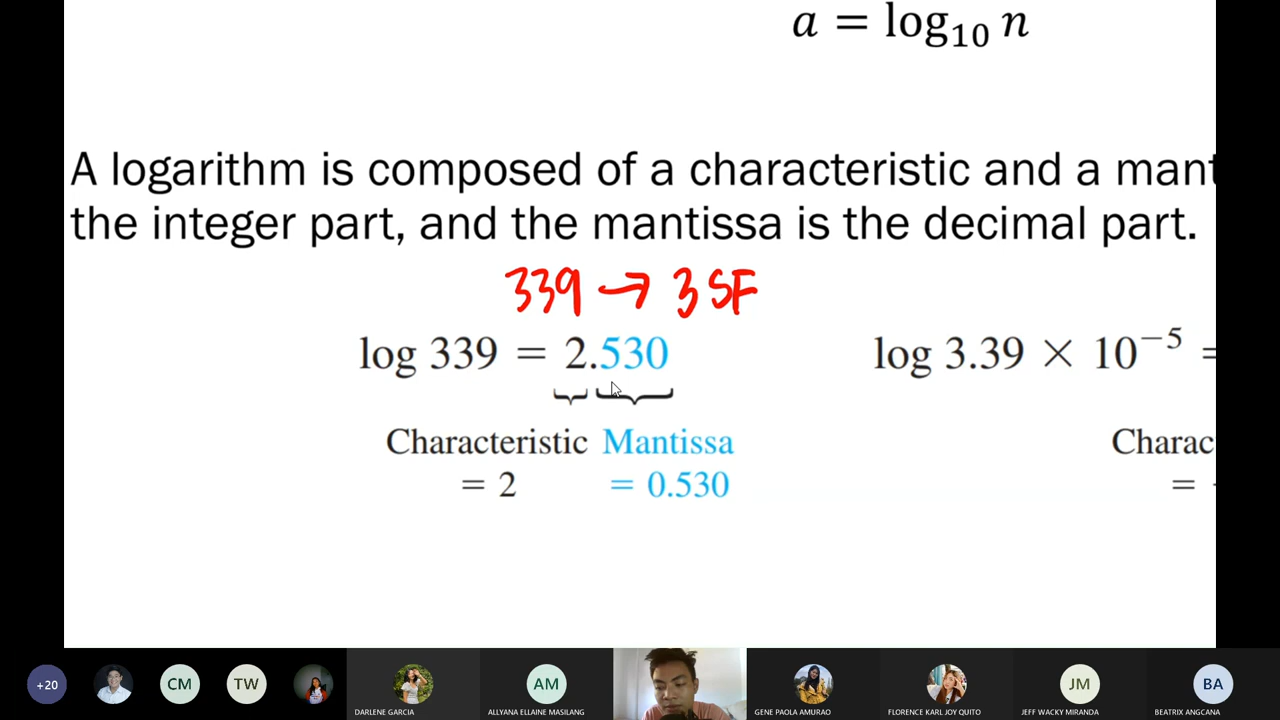 a = log₁₀ n
A logarithm is composed of a characteristic and a mant
the integer part, and the mantissa is the decimal part.
339 → 3 SF
log 339 = 2.530
log 3.39 × 10⁻⁵ =
Characteristic Mantissa
Charac
= 2
= 0.530
= -
+20
CM
TW
DARLENE GARCIA
AM
ALLYANA ELLAINE MASILANG
GENE PAOLA AMURAO
FLORENCE KARL JOY QUITO
JM
JEFF WACKY MIRANDA
BA
BEATRIX ANGCANA